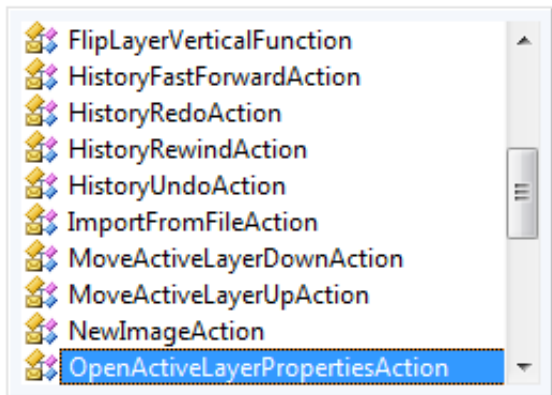 FlipLayerVerticalFunction
HistoryFastForwardAction
HistoryRedoAction
HistoryRewindAction
HistoryUndoAction
ImportFromFileAction
MoveActiveLayerDownAction
MoveActiveLayerUpAction
NewImageAction
OpenActiveLayerPropertiesAction